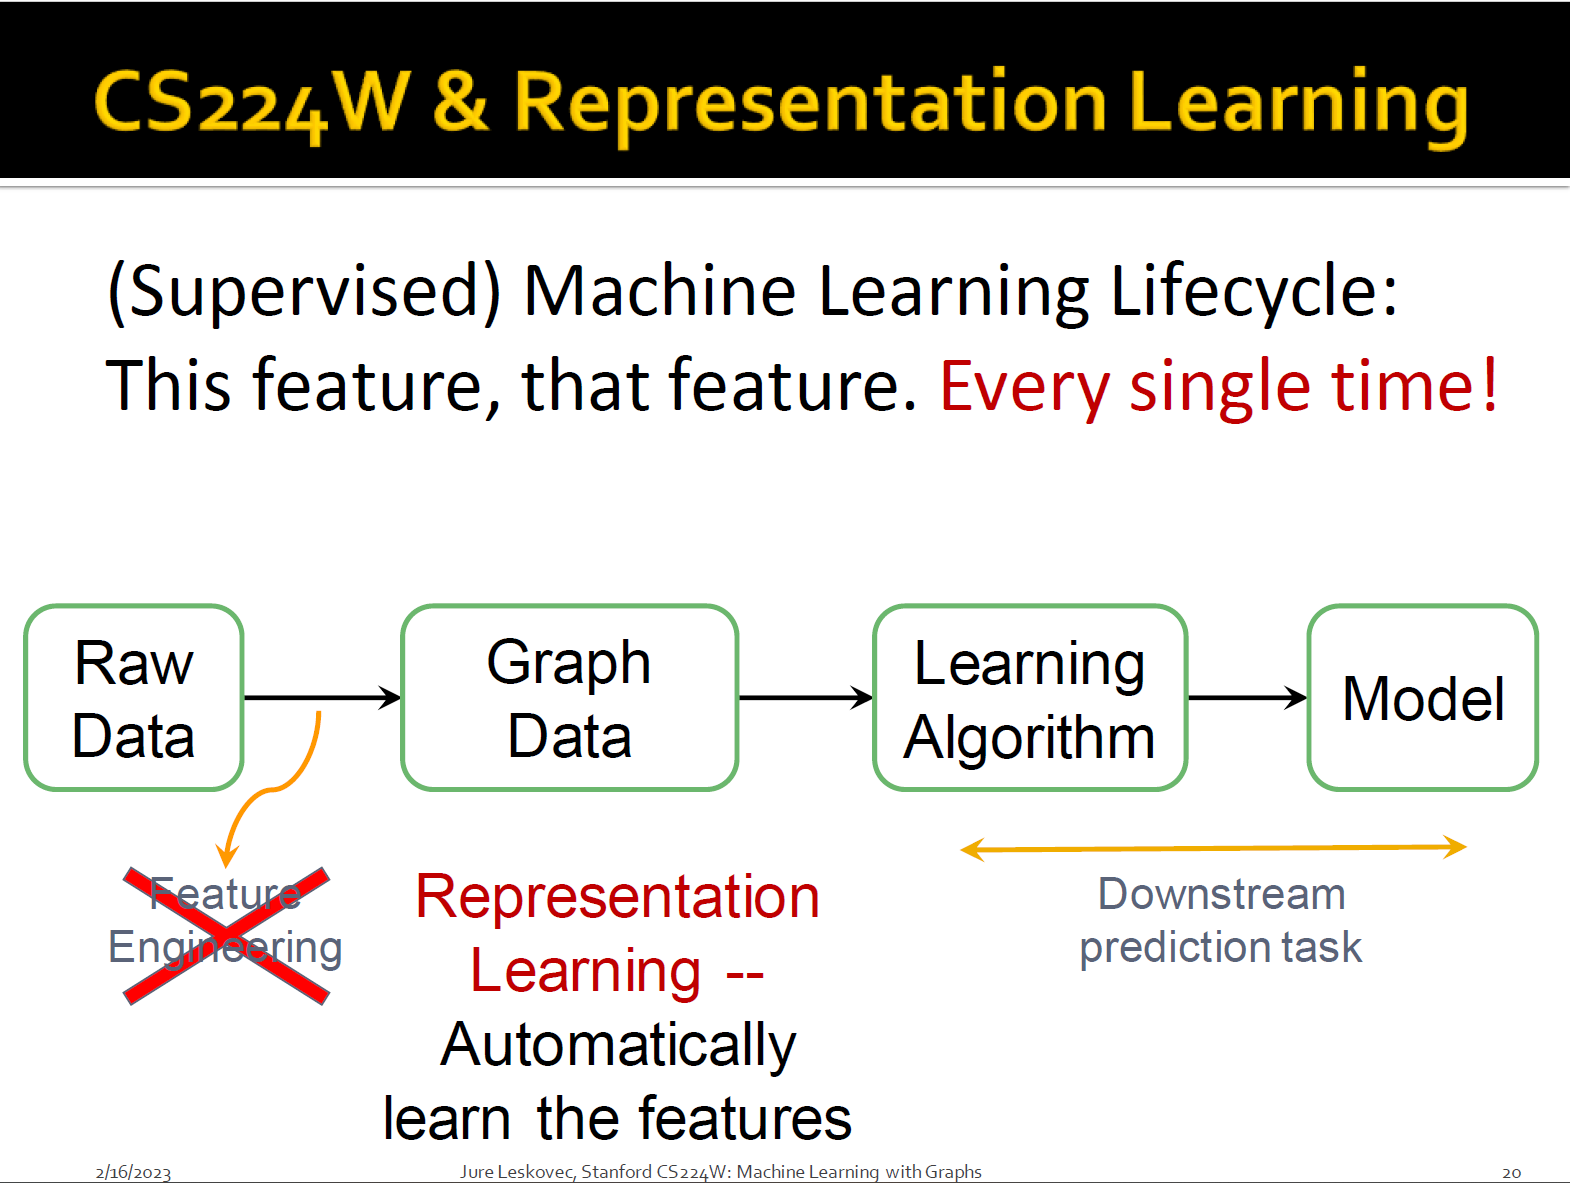 CS224W & Representation Learning
(Supervised) Machine Learning Lifecycle:
This feature, that feature. Every single time!
Raw
Data
Graph
Data
Learning
Algorithm
Model
Feature
Engineering
Representation
Learning --
Automatically
learn the features
Downstream
prediction task
2/16/2023
Jure Leskovec, Stanford CS224W: Machine Learning with Graphs
20